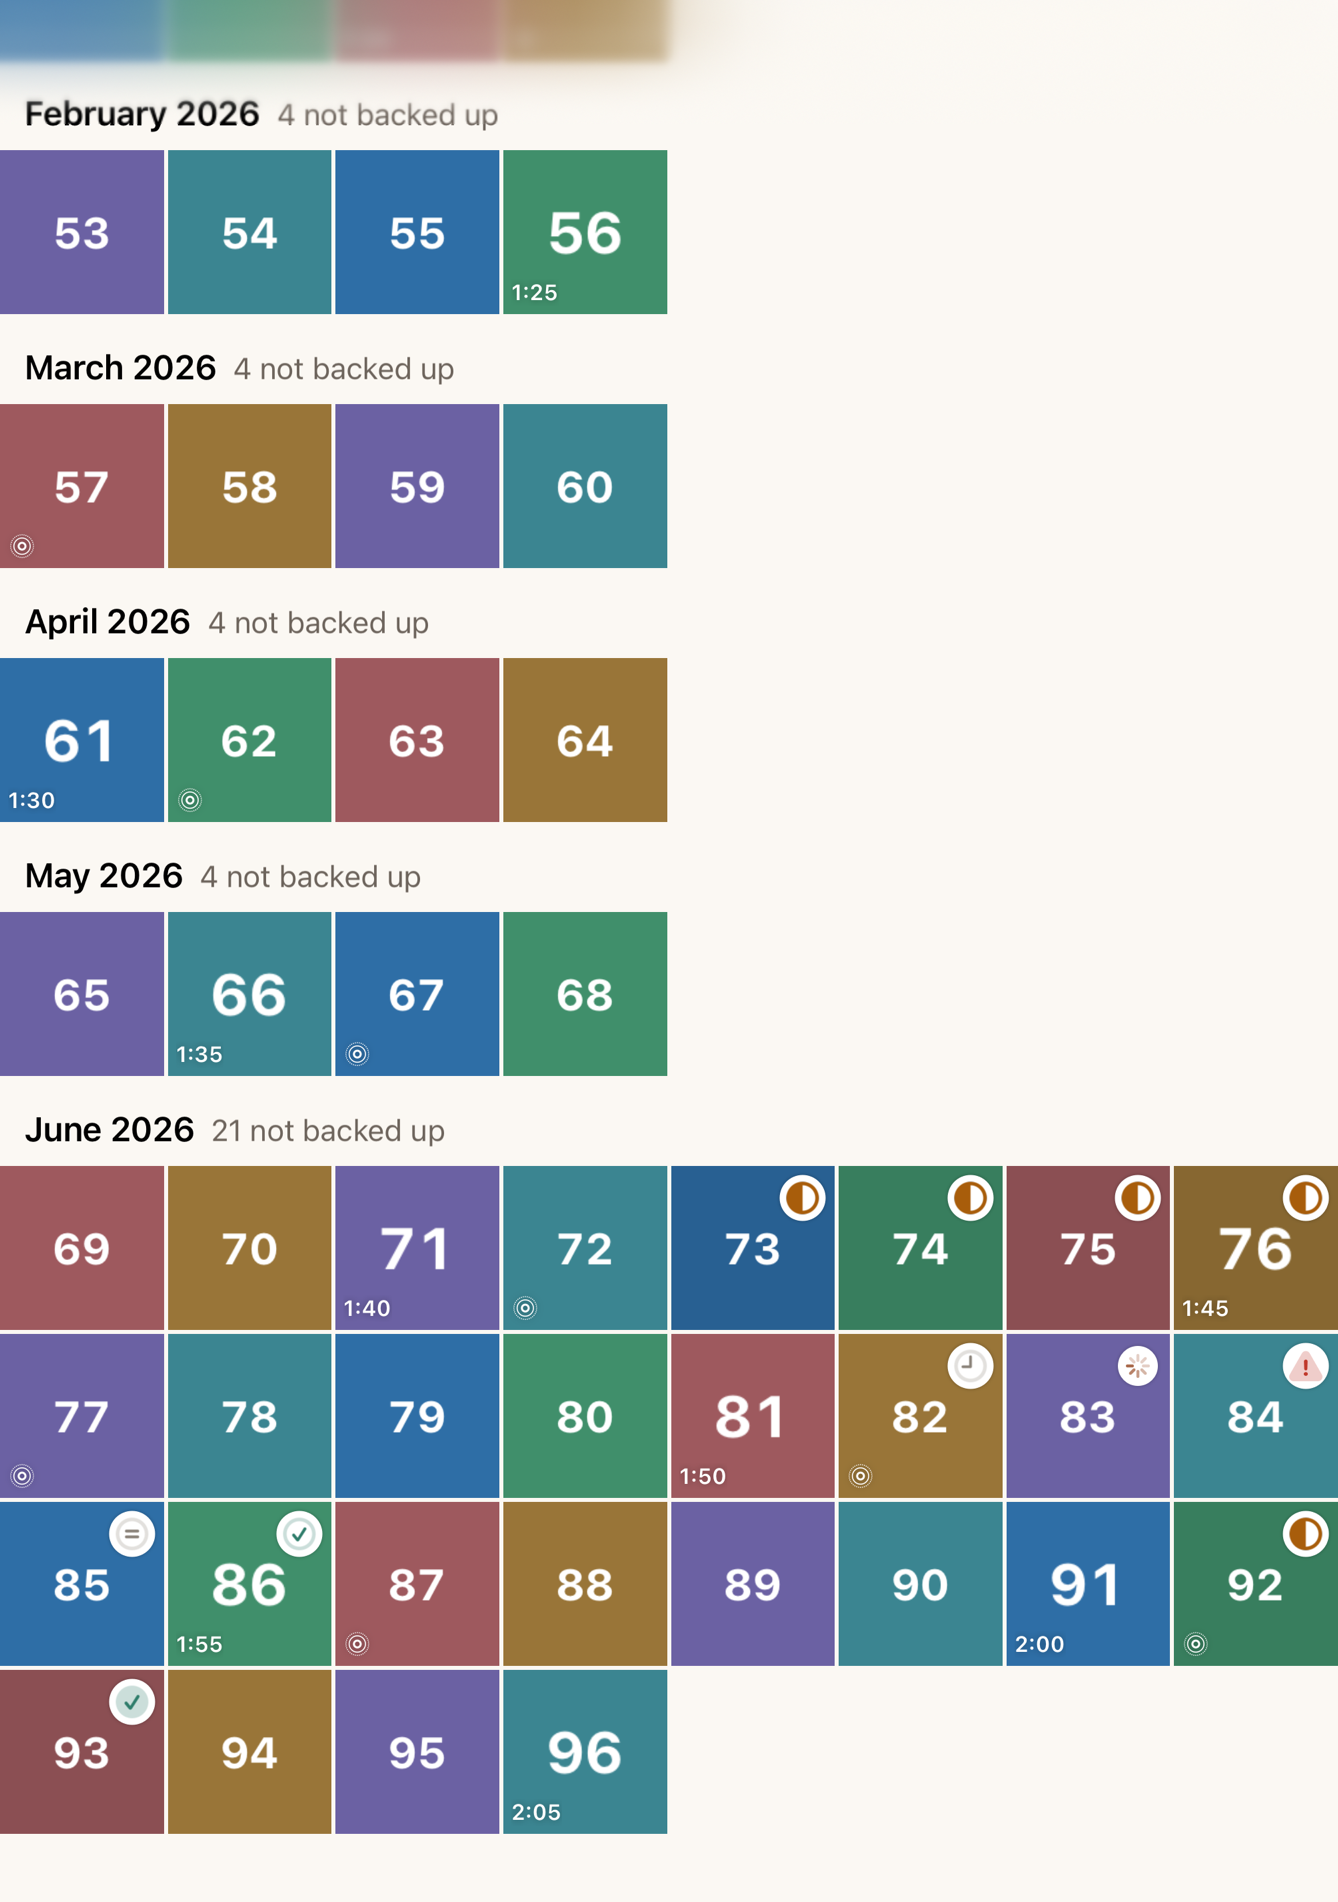 February 2026 4 not backed up
53 54 55 56
1:25
March 2026 4 not backed up
57 58 59 60
April 2026 4 not backed up
61 62 63 64
1:30
May 2026 4 not backed up
65 66 67 68
1:35
June 2026 21 not backed up
69 70 71 72 73 74 75 76
1:40 1:45
77 78 79 80 81 82 83 84
1:50
85 86 87 88 89 90 91 92
1:55 2:00
93 94 95 96
2:05